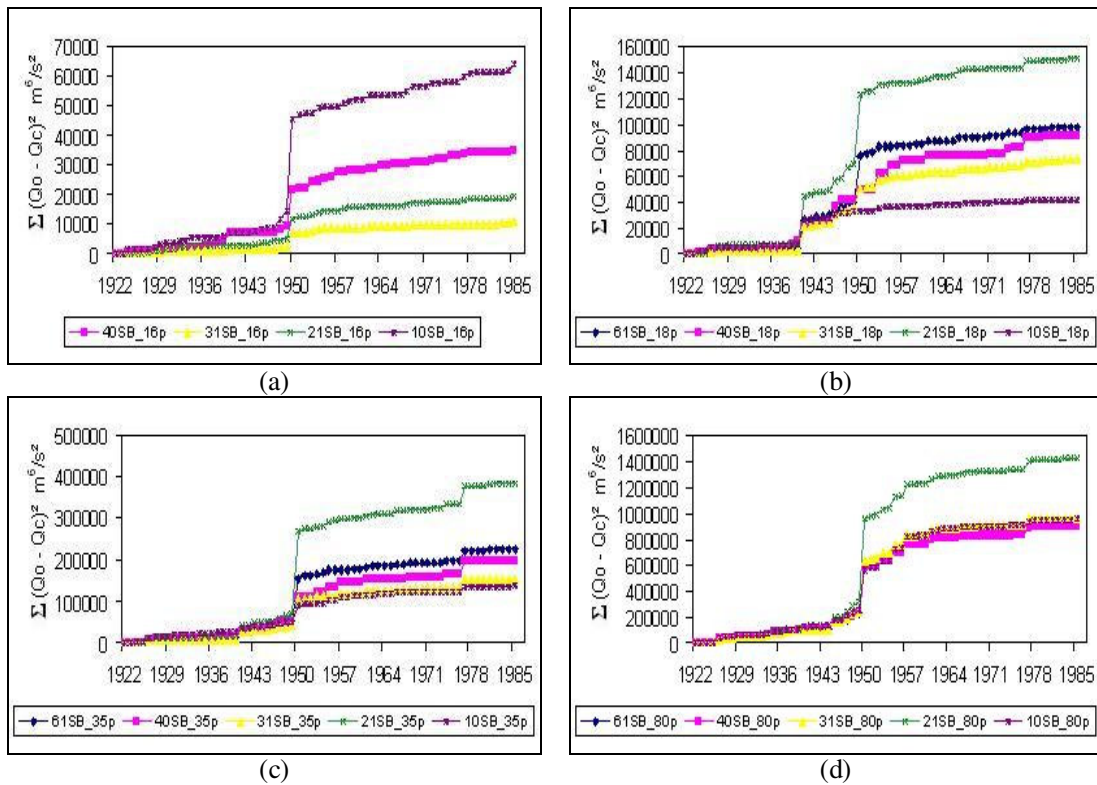 Σ (Qo - Qc)² m⁶/s²
70000
60000
50000
40000
30000
20000
10000
0
1922 1929 1936 1943 1950 1957 1964 1971 1978 1985
40SB_16p 31SB_16p 21SB_16p 10SB_16p
(a)
Σ (Qo - Qc)² m⁶/s²
160000
140000
120000
100000
80000
60000
40000
20000
0
1922 1929 1936 1943 1950 1957 1964 1971 1978 1985
61SB_18p 40SB_18p 31SB_18p 21SB_18p 10SB_18p
(b)
Σ (Qo - Qc)² m⁶/s²
500000
400000
300000
200000
100000
0
1922 1929 1936 1943 1950 1957 1964 1971 1978 1985
61SB_35p 40SB_35p 31SB_35p 21SB_35p 10SB_35p
(c)
Σ (Qo - Qc)² m⁶/s²
1600000
1400000
1200000
1000000
800000
600000
400000
200000
0
1922 1929 1936 1943 1950 1957 1964 1971 1978 1985
61SB_80p 40SB_80p 31SB_80p 21SB_80p 10SB_80p
(d)